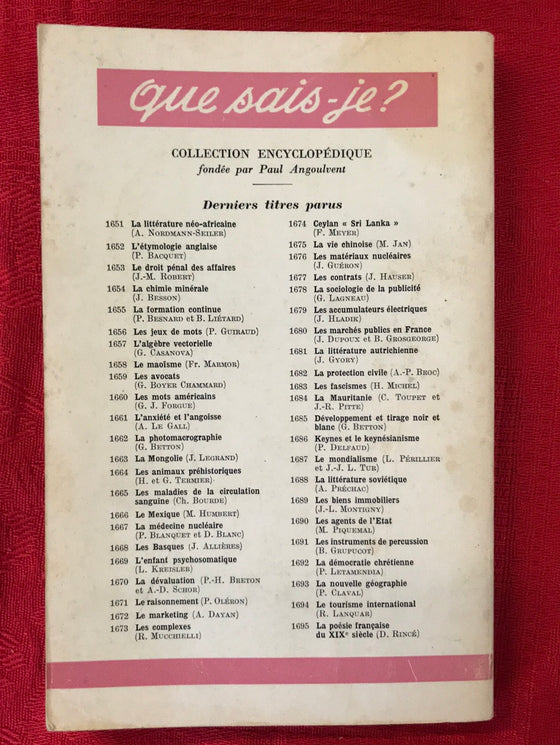 que sais-je?
COLLECTION ENCYCLOPÉDIQUE
fondée par Paul Angoulvent
Derniers titres parus
1651 La littérature néo-africaine
(A. NORDMANN-SEILER)
1652 L'étymologie anglaise
(P. BACQUET)
1653 Le droit pénal des affaires
(J.-M. ROBERT)
1654 La chimie minérale
(J. BESSON)
1655 La formation continue
(P. BESNARD et B. LIÉTARD)
1656 Les jeux de mots (P. GUIRAUD)
1657 L'algèbre vectorielle
(G. CASANOVA)
1658 Le maoïsme (Fr. MARMOR)
1659 Les avocats
(G. BOYER CHAMMARD)
1660 Les mots américains
(G. J. FORGUE)
1661 L'anxiété et l'angoisse
(A. LE GALL)
1662 La photomacrographie
(G. BETTON)
1663 La Mongolie (J. LEGRAND)
1664 Les animaux préhistoriques
(H. et G. TERMIER)
1665 Les maladies de la circulation
sanguine (Ch. BOURDE)
1666 Le Mexique (M. HUMBERT)
1667 La médecine nucléaire
(P. BLANQUET et D. BLANC)
1668 Les Basques (J. ALLIÈRES)
1669 L'enfant psychosomatique
(L. KREISLER)
1670 La dévaluation (P.-H. BRETON
et A.-D. SCHOR)
1671 Le raisonnement (P. OLÉRON)
1672 Le marketing (A. DAYAN)
1673 Les complexes
(R. MUCCHIELLI)
1674 Ceylan « Sri Lanka »
(F. MEYER)
1675 La vie chinoise (M. JAN)
1676 Les matériaux nucléaires
(J. GUÉRON)
1677 Les contrats (J. HAUSER)
1678 La sociologie de la publicité
(G. LAGNEAU)
1679 Les accumulateurs électriques
(J. HLADIK)
1680 Les marchés publics en France
(J. DUPOUX et B. GROSGEORGE)
1681 La littérature autrichienne
(J. GYORY)
1682 La protection civile (A.-P. BROC)
1683 Les fascismes (H. MICHEL)
1684 La Mauritanie (C. TOUPET et
J.-R. PITTE)
1685 Développement et tirage noir et
blanc (G. BETTON)
1686 Keynes et le keynésianisme
(P. DELFAUD)
1687 Le mondialisme (L. PÉRILLIER
et J.-J. L. TUR)
1688 La littérature soviétique
(A. PRÉCHAC)
1689 Les biens immobiliers
(J.-L. MONTIGNY)
1690 Les agents de l'Etat
(M. PIQUEMAL)
1691 Les instruments de percussion
(B. GRUPUCOT)
1692 La démocratie chrétienne
(P. LETAMENDIA)
1693 La nouvelle géographie
(P. CLAVAL)
1694 Le tourisme international
(R. LANQUAR)
1695 La poésie française
du XIXe siècle (D. RINCÉ)